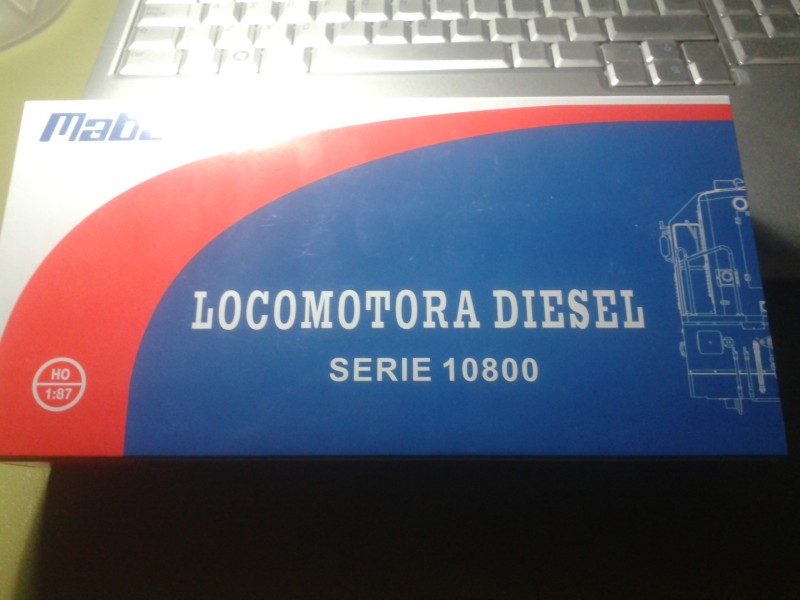 LOCOMOTORA DIESEL
SERIE 10800
HO
1:87